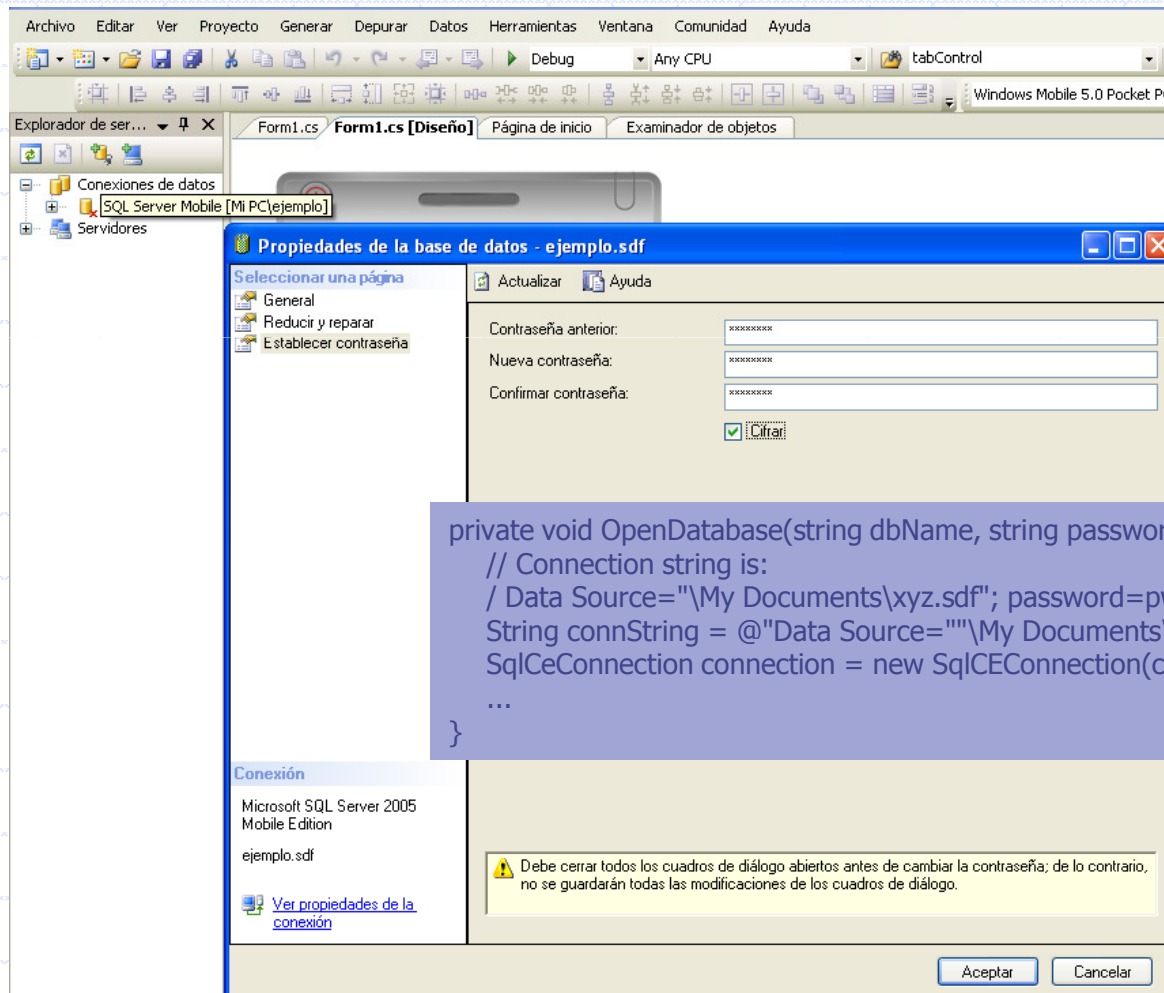 Archivo Editar Ver Proyecto Generar Depurar Datos Herramientas Ventana Comunidad Ayuda
Debug Any CPU tabControl
Windows Mobile 5.0 Pocket P
Explorador de ser...
Form1.cs Form1.cs [Diseño] Página de inicio Examinador de objetos
Conexiones de datos
SQL Server Mobile [Mi PC\ejemplo]
Servidores
Propiedades de la base de datos - ejemplo.sdf
Seleccionar una página
Actualizar Ayuda
General
Reducir y reparar
Establecer contraseña
Contraseña anterior: ********
Nueva contraseña: ********
Confirmar contraseña: ********
Cifrar
private void OpenDatabase(string dbName, string passwor
// Connection string is:
/ Data Source="\My Documents\xyz.sdf"; password=p
String connString = @"Data Source=""\My Documents\
SqlCeConnection connection = new SqlCEConnection(c
...
}
Conexión
Microsoft SQL Server 2005
Mobile Edition
ejemplo.sdf
Ver propiedades de la
conexión
Debe cerrar todos los cuadros de diálogo abiertos antes de cambiar la contraseña; de lo contrario,
no se guardarán todas las modificaciones de los cuadros de diálogo.
Aceptar Cancelar